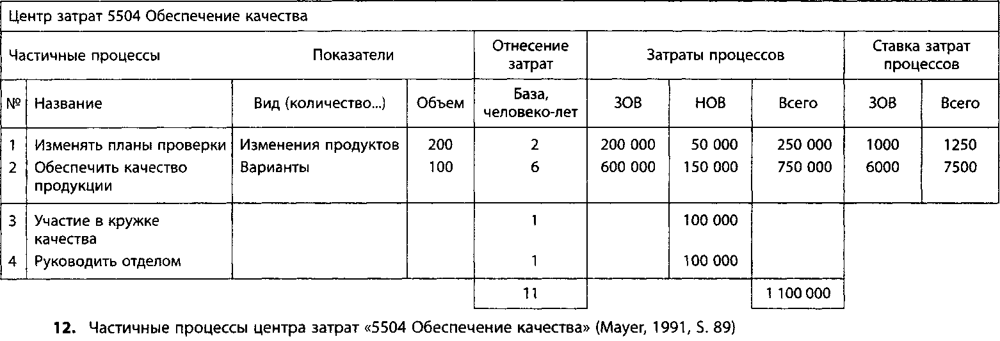 Центр затрат 5504 Обеспечение качества
Частичные процессы Показатели Отнесение затрат Затраты процессов Ставка затрат процессов
№ Название Вид (количество...) Объем База, человеко-лет ЗОВ НОВ Всего ЗОВ Всего
1 Изменять планы проверки Изменения продуктов 200 2 200 000 50 000 250 000 1000 1250
2 Обеспечить качество Варианты 100 6 600 000 150 000 750 000 6000 7500
продукции
3 Участие в кружке 1 100 000
качества
4 Руководить отделом 1 100 000
11 1 100 000
12. Частичные процессы центра затрат «5504 Обеспечение качества» (Mayer, 1991, S. 89)